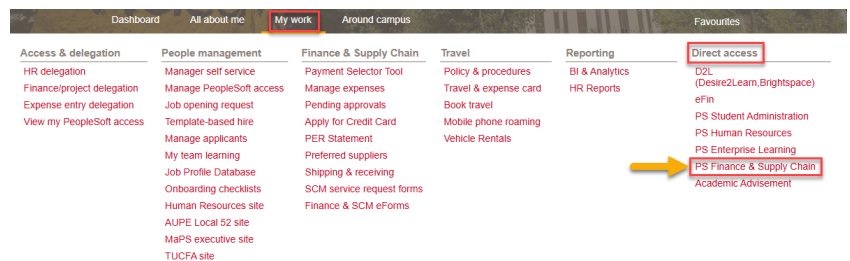 Dashboard All about me My work Around campus Favourites
Access & delegation
HR delegation
Finance/project delegation
Expense entry delegation
View my PeopleSoft access
People management
Manager self service
Manage PeopleSoft access
Job opening request
Template-based hire
Manage applicants
My team learning
Job Profile Database
Onboarding checklists
Human Resources site
AUPE Local 52 site
MaPS executive site
TUCFA site
Finance & Supply Chain
Payment Selector Tool
Manage expenses
Pending approvals
Apply for Credit Card
PER Statement
Preferred suppliers
Shipping & receiving
SCM service request forms
Finance & SCM eForms
Travel
Policy & procedures
Travel & expense card
Book travel
Mobile phone roaming
Vehicle Rentals
Reporting
BI & Analytics
HR Reports
Direct access
D2L
(Desire2Learn,Brightspace)
eFin
PS Student Administration
PS Human Resources
PS Enterprise Learning
PS Finance & Supply Chain
Academic Advisement